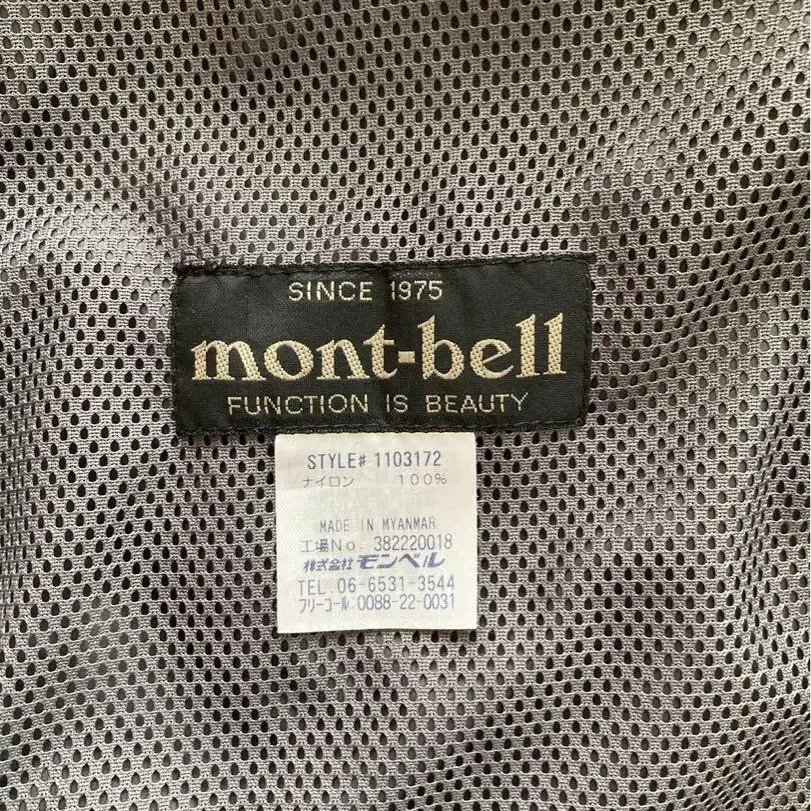 SINCE 1975
mont-bell
FUNCTION IS BEAUTY
STYLE# 1103172
ナイロン 100%
MADE IN MYANMAR
工場No. 382220018
株式会社 モンベル
TEL.06-6531-3544
フリーコール:0088-22-0031